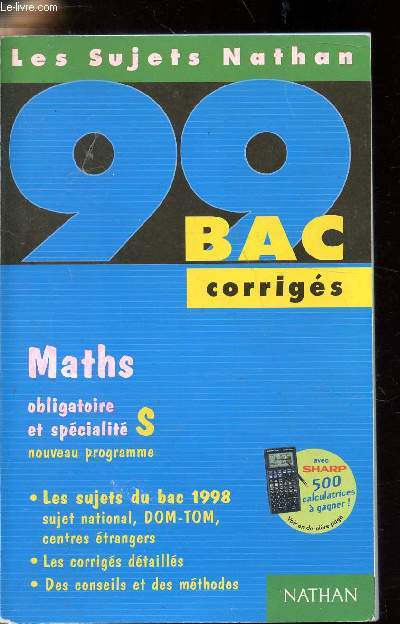 Le-Livre.com
Les Sujets Nathan
99
BAC
corrigés
Maths
obligatoire
et spécialité S
nouveau programme
• Les sujets du bac 1998
sujet national, DOM-TOM,
centres étrangers
• Les corrigés détaillés
• Des conseils et des méthodes
avec
SHARP
500
calculatrices
à gagner !
NATHAN